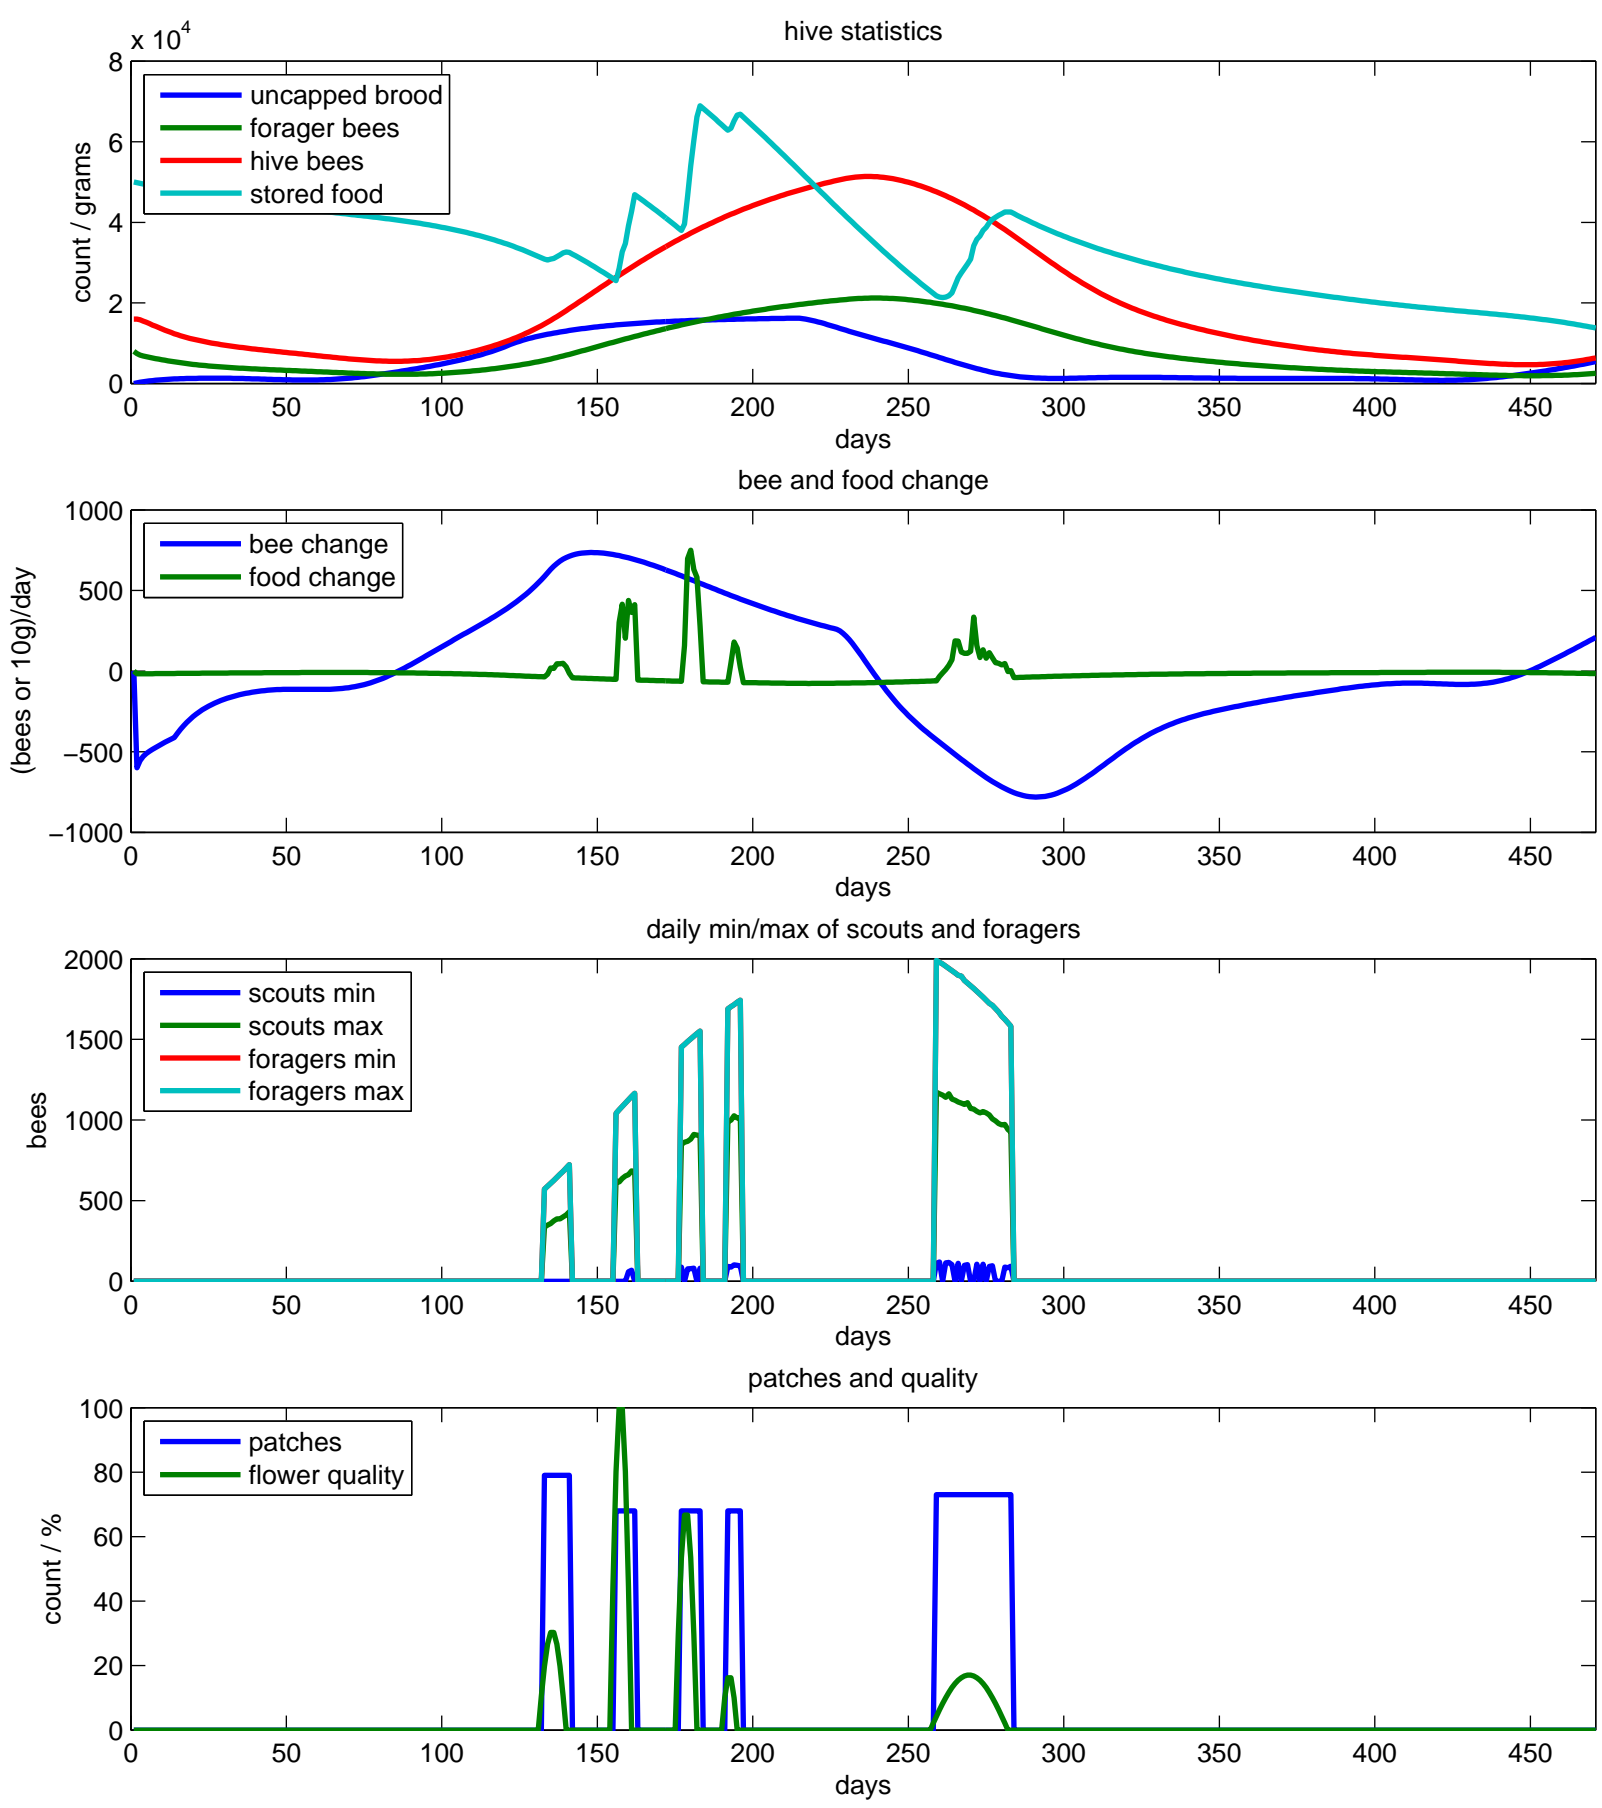 hive statistics
x 10^4
8
6
4
2
0
count / grams
uncapped brood
forager bees
hive bees
stored food
0 50 100 150 200 250 300 350 400 450
days
bee and food change
1000
500
0
−500
−1000
(bees or 10g)/day
bee change
food change
0 50 100 150 200 250 300 350 400 450
days
daily min/max of scouts and foragers
2000
1500
1000
500
0
bees
scouts min
scouts max
foragers min
foragers max
0 50 100 150 200 250 300 350 400 450
days
patches and quality
100
80
60
40
20
0
count / %
patches
flower quality
0 50 100 150 200 250 300 350 400 450
days